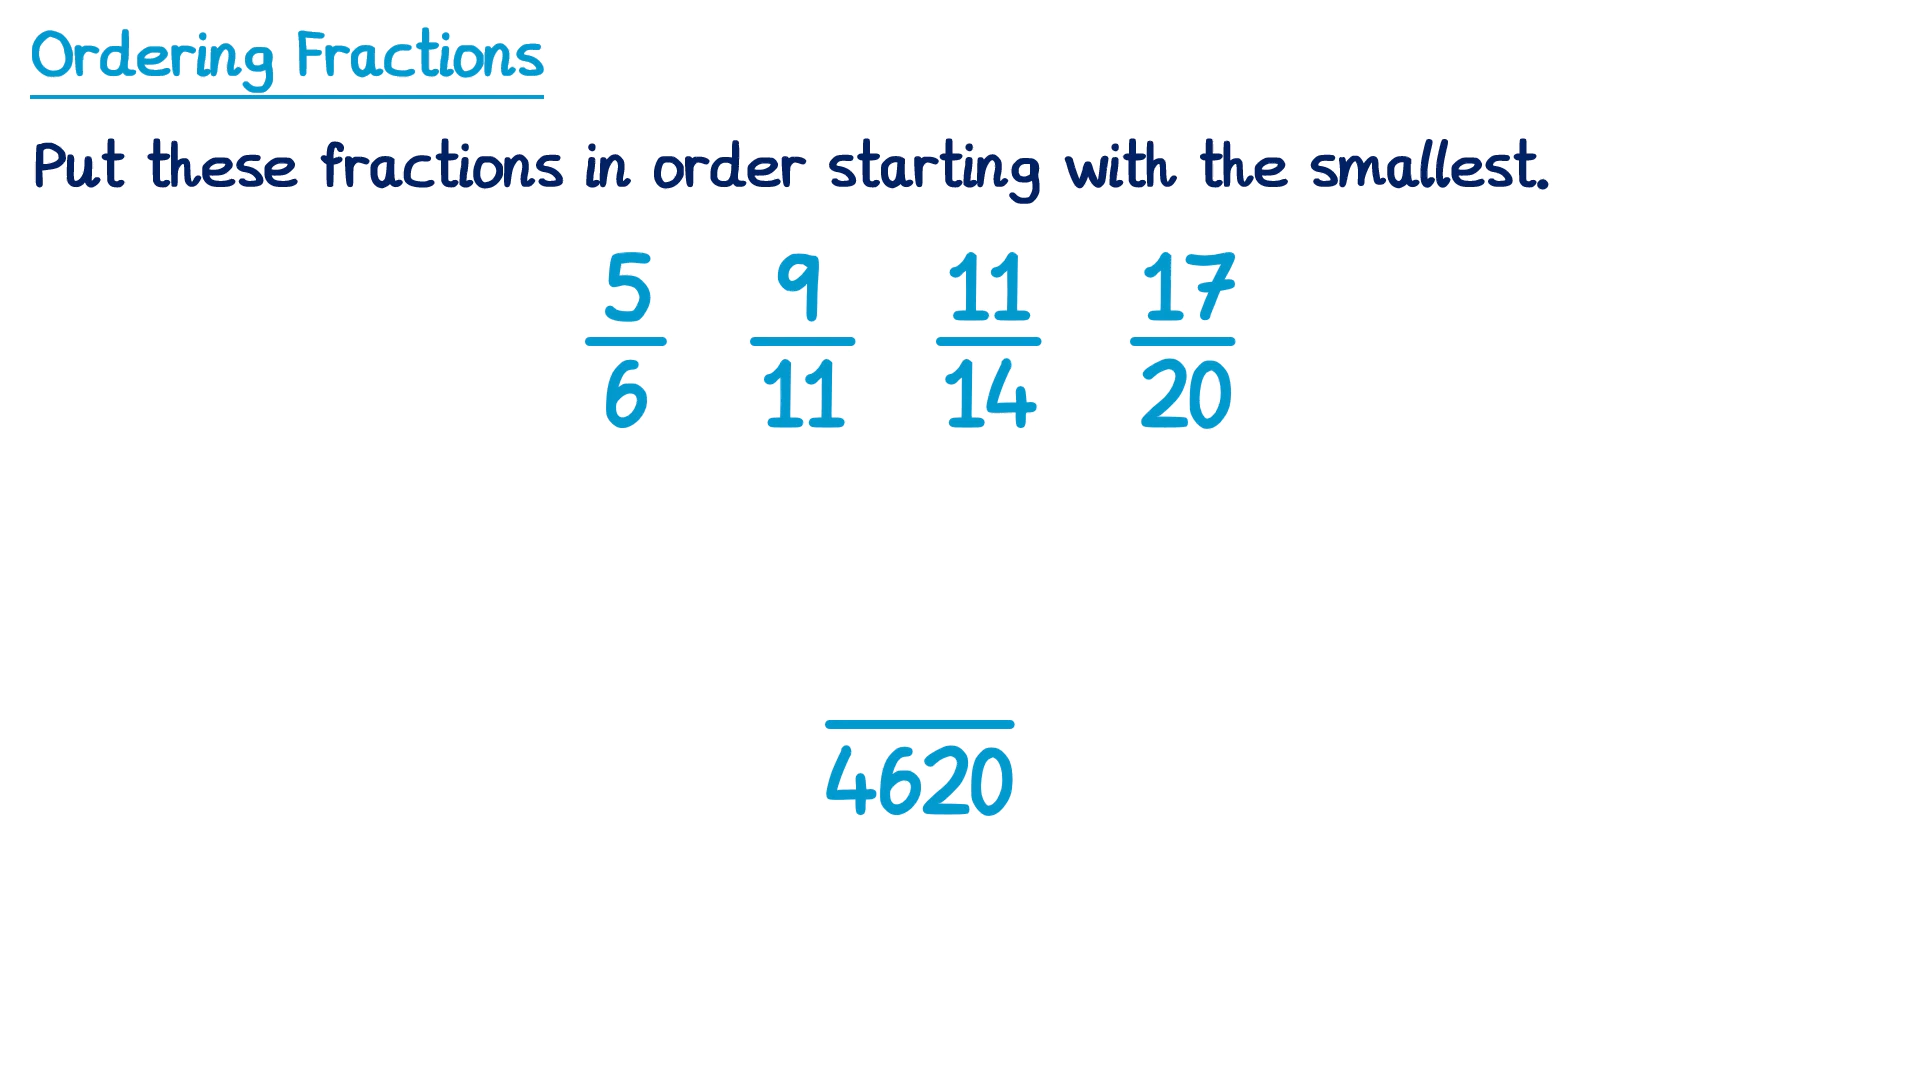 Ordering Fractions
Put these fractions in order starting with the smallest.
5 9 11 17
6 11 14 20
4620